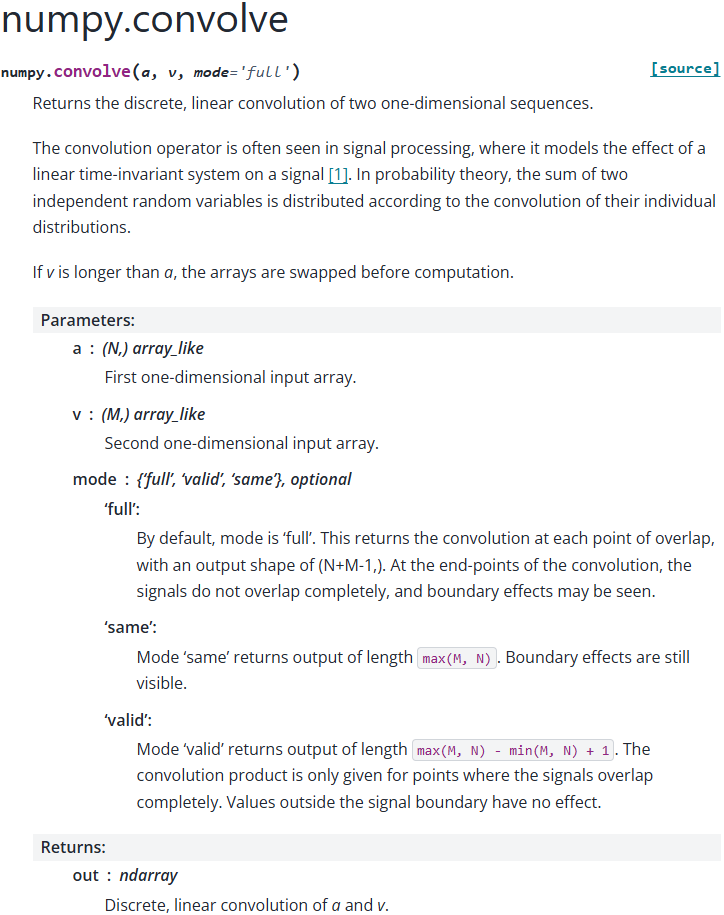 numpy.convolve
numpy.convolve(a, v, mode='full') [source]
Returns the discrete, linear convolution of two one-dimensional sequences.
The convolution operator is often seen in signal processing, where it models the effect of a
linear time-invariant system on a signal [1]. In probability theory, the sum of two
independent random variables is distributed according to the convolution of their individual
distributions.
If v is longer than a, the arrays are swapped before computation.
Parameters:
a : (N,) array_like
First one-dimensional input array.
v : (M,) array_like
Second one-dimensional input array.
mode : {‘full’, ‘valid’, ‘same’}, optional
‘full’:
By default, mode is ‘full’. This returns the convolution at each point of overlap,
with an output shape of (N+M-1,). At the end-points of the convolution, the
signals do not overlap completely, and boundary effects may be seen.
‘same’:
Mode ‘same’ returns output of length max(M, N). Boundary effects are still
visible.
‘valid’:
Mode ‘valid’ returns output of length max(M, N) - min(M, N) + 1. The
convolution product is only given for points where the signals overlap
completely. Values outside the signal boundary have no effect.
Returns:
out : ndarray
Discrete, linear convolution of a and v.